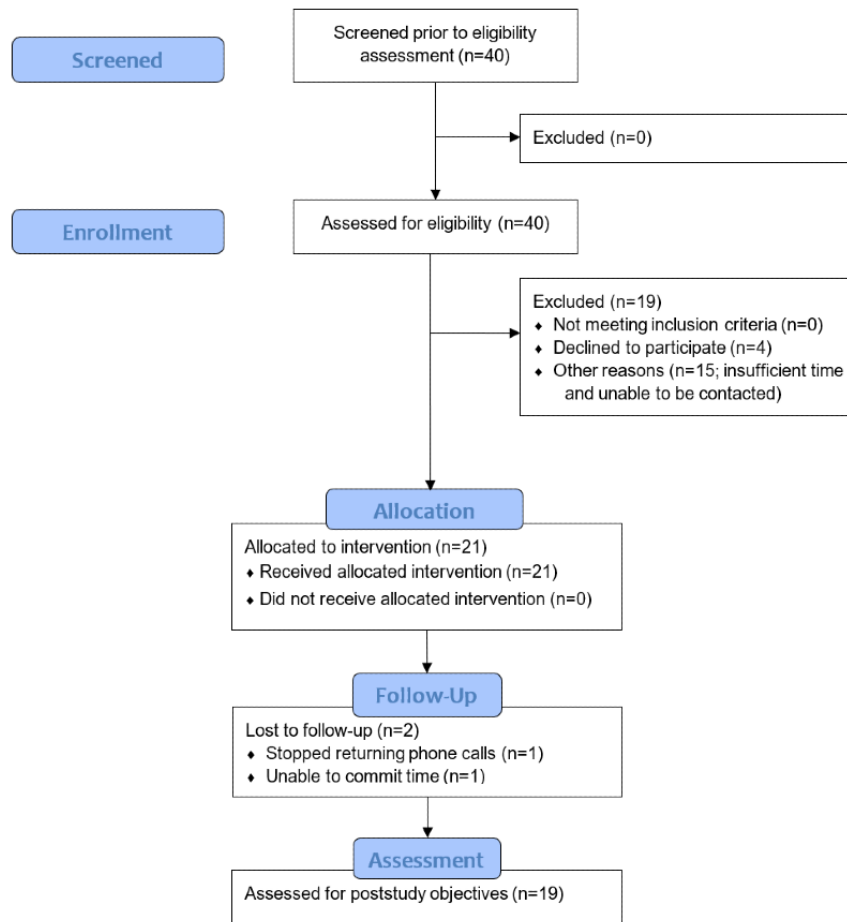 Screened
Screened prior to eligibility
assessment (n=40)
Excluded (n=0)
Enrollment
Assessed for eligibility (n=40)
Excluded (n=19)
♦ Not meeting inclusion criteria (n=0)
♦ Declined to participate (n=4)
♦ Other reasons (n=15; insufficient time
and unable to be contacted)
Allocation
Allocated to intervention (n=21)
♦ Received allocated intervention (n=21)
♦ Did not receive allocated intervention (n=0)
Follow-Up
Lost to follow-up (n=2)
♦ Stopped returning phone calls (n=1)
♦ Unable to commit time (n=1)
Assessment
Assessed for poststudy objectives (n=19)